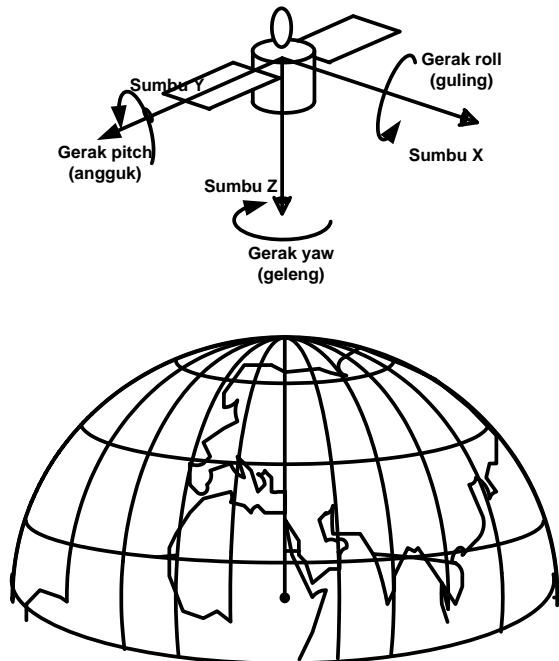 Gerak roll
(guling)
Sumbu Y
Gerak pitch
(angguk)
Sumbu X
Sumbu Z
Gerak yaw
(geleng)